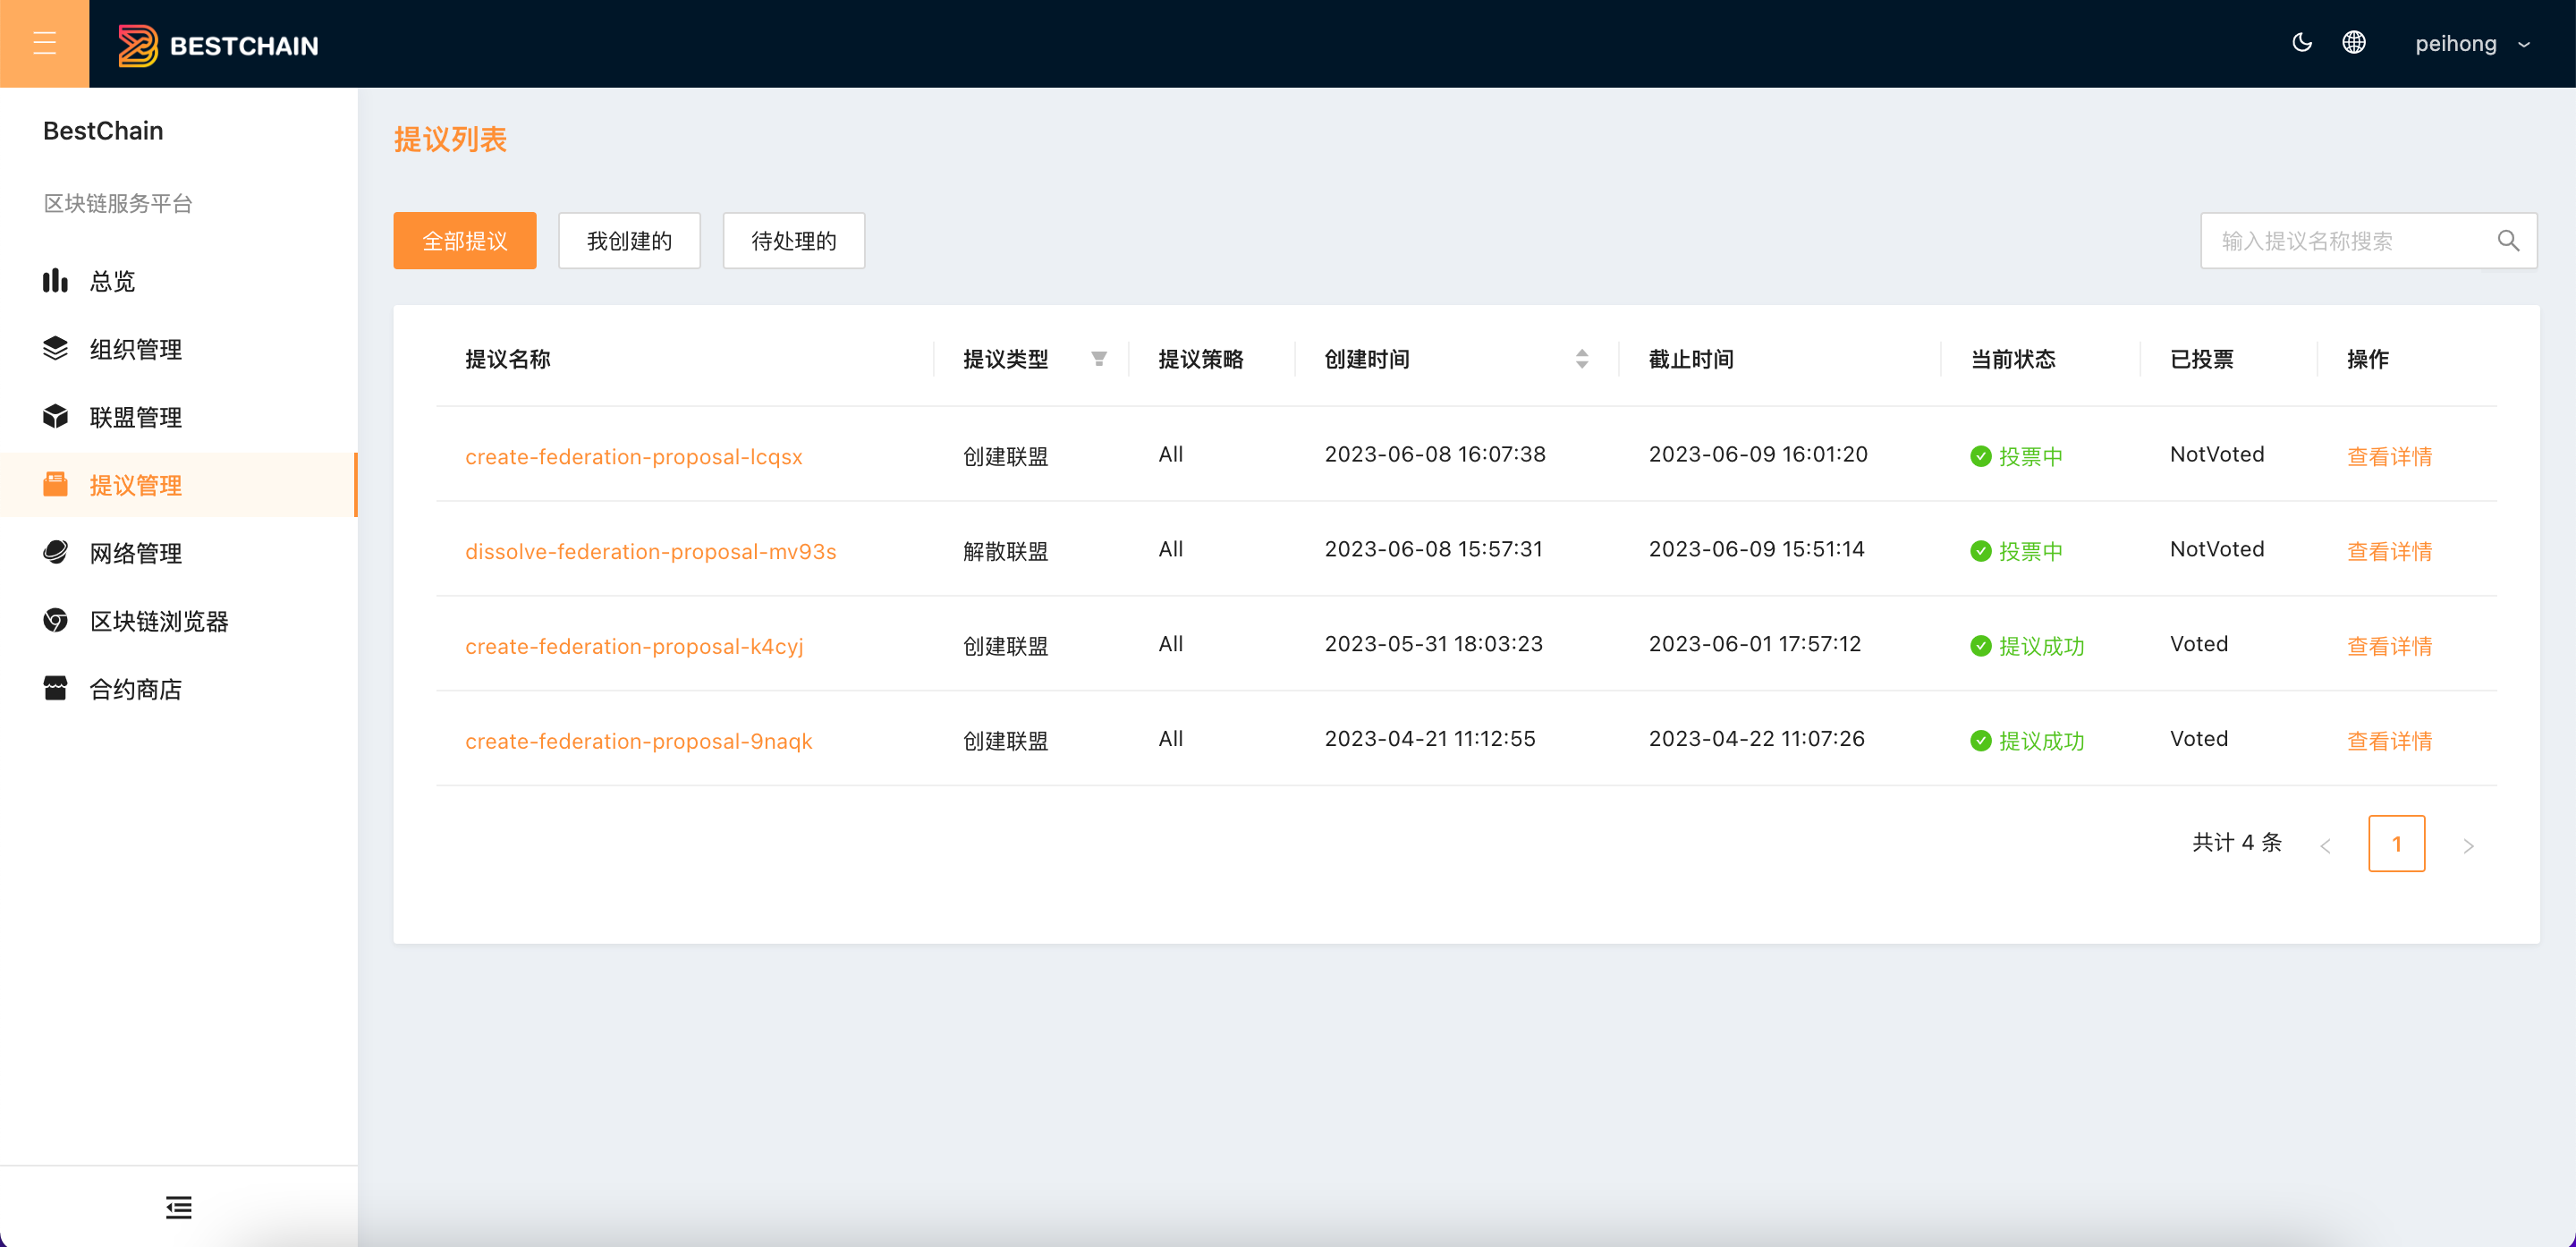 BESTCHAIN
peihong
BestChain
区块链服务平台
总览
组织管理
联盟管理
提议管理
网络管理
区块链浏览器
合约商店
提议列表
全部提议 我创建的 待处理的 输入提议名称搜索
提议名称 提议类型 提议策略 创建时间 截止时间 当前状态 已投票 操作
create-federation-proposal-lcqsx 创建联盟 All 2023-06-08 16:07:38 2023-06-09 16:01:20 投票中 NotVoted 查看详情
dissolve-federation-proposal-mv93s 解散联盟 All 2023-06-08 15:57:31 2023-06-09 15:51:14 投票中 NotVoted 查看详情
create-federation-proposal-k4cyj 创建联盟 All 2023-05-31 18:03:23 2023-06-01 17:57:12 提议成功 Voted 查看详情
create-federation-proposal-9naqk 创建联盟 All 2023-04-21 11:12:55 2023-04-22 11:07:26 提议成功 Voted 查看详情
共计 4 条 < 1 >